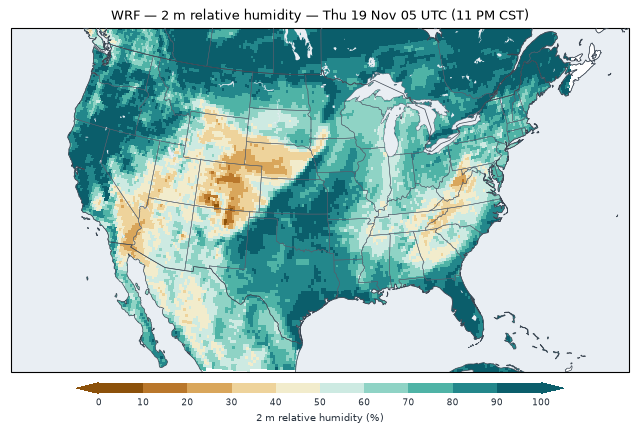 WRF — 2 m relative humidity — Thu 19 Nov 05 UTC (11 PM CST)
0 10 20 30 40 50 60 70 80 90 100
2 m relative humidity (%)